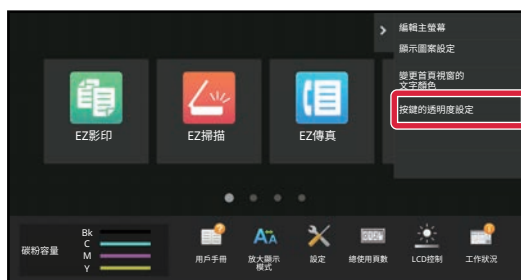 編輯主螢幕
顯示圖案設定
變更首頁視窗的
文字顏色
按鍵的透明度設定
EZ影印
EZ掃描
EZ傳真
碳粉容量
Bk
C
M
Y
用戶手冊
放大顯示
模式
設定
總使用頁數
LCD控制
工作狀況